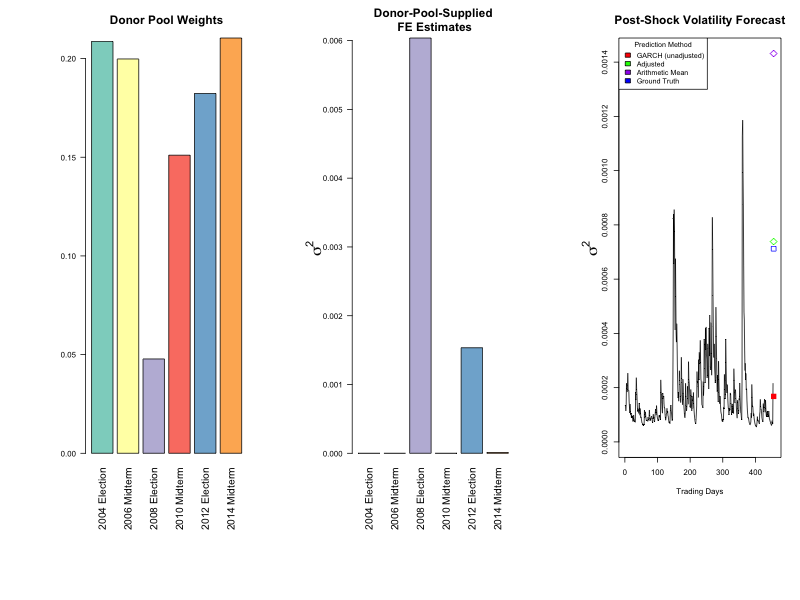 Donor Pool Weights
0.20
0.15
0.10
0.05
0.00
2004 Election
2006 Midterm
2008 Election
2010 Midterm
2012 Election
2014 Midterm
Donor-Pool-Supplied
FE Estimates
σ2
0.006
0.005
0.004
0.003
0.002
0.001
0.000
2004 Election
2006 Midterm
2008 Election
2010 Midterm
2012 Election
2014 Midterm
Post-Shock Volatility Forecast
Prediction Method
GARCH (unadjusted)
Adjusted
Arithmetic Mean
Ground Truth
σ2
0.0014
0.0012
0.0010
0.0008
0.0006
0.0004
0.0002
0.0000
0 100 200 300 400
Trading Days